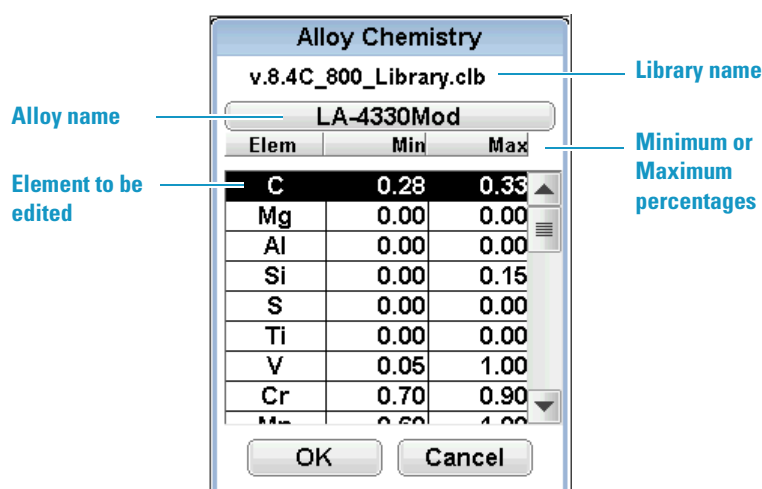 Alloy Chemistry
v.8.4C_800_Library.clb
Library name
Alloy name
LA-4330Mod
Elem Min Max
Minimum or
Maximum
percentages
Element to be
edited
C 0.28 0.33
Mg 0.00 0.00
Al 0.00 0.00
Si 0.00 0.15
S 0.00 0.00
Ti 0.00 0.00
V 0.05 1.00
Cr 0.70 0.90
OK Cancel